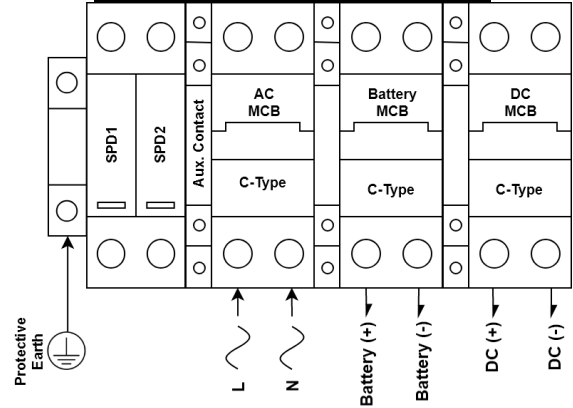 SPD1
SPD2
Aux. Contact
AC
MCB
C-Type
Battery
MCB
C-Type
DC
MCB
C-Type
Protective
Earth
L
N
Battery (+)
Battery (-)
DC (+)
DC (-)